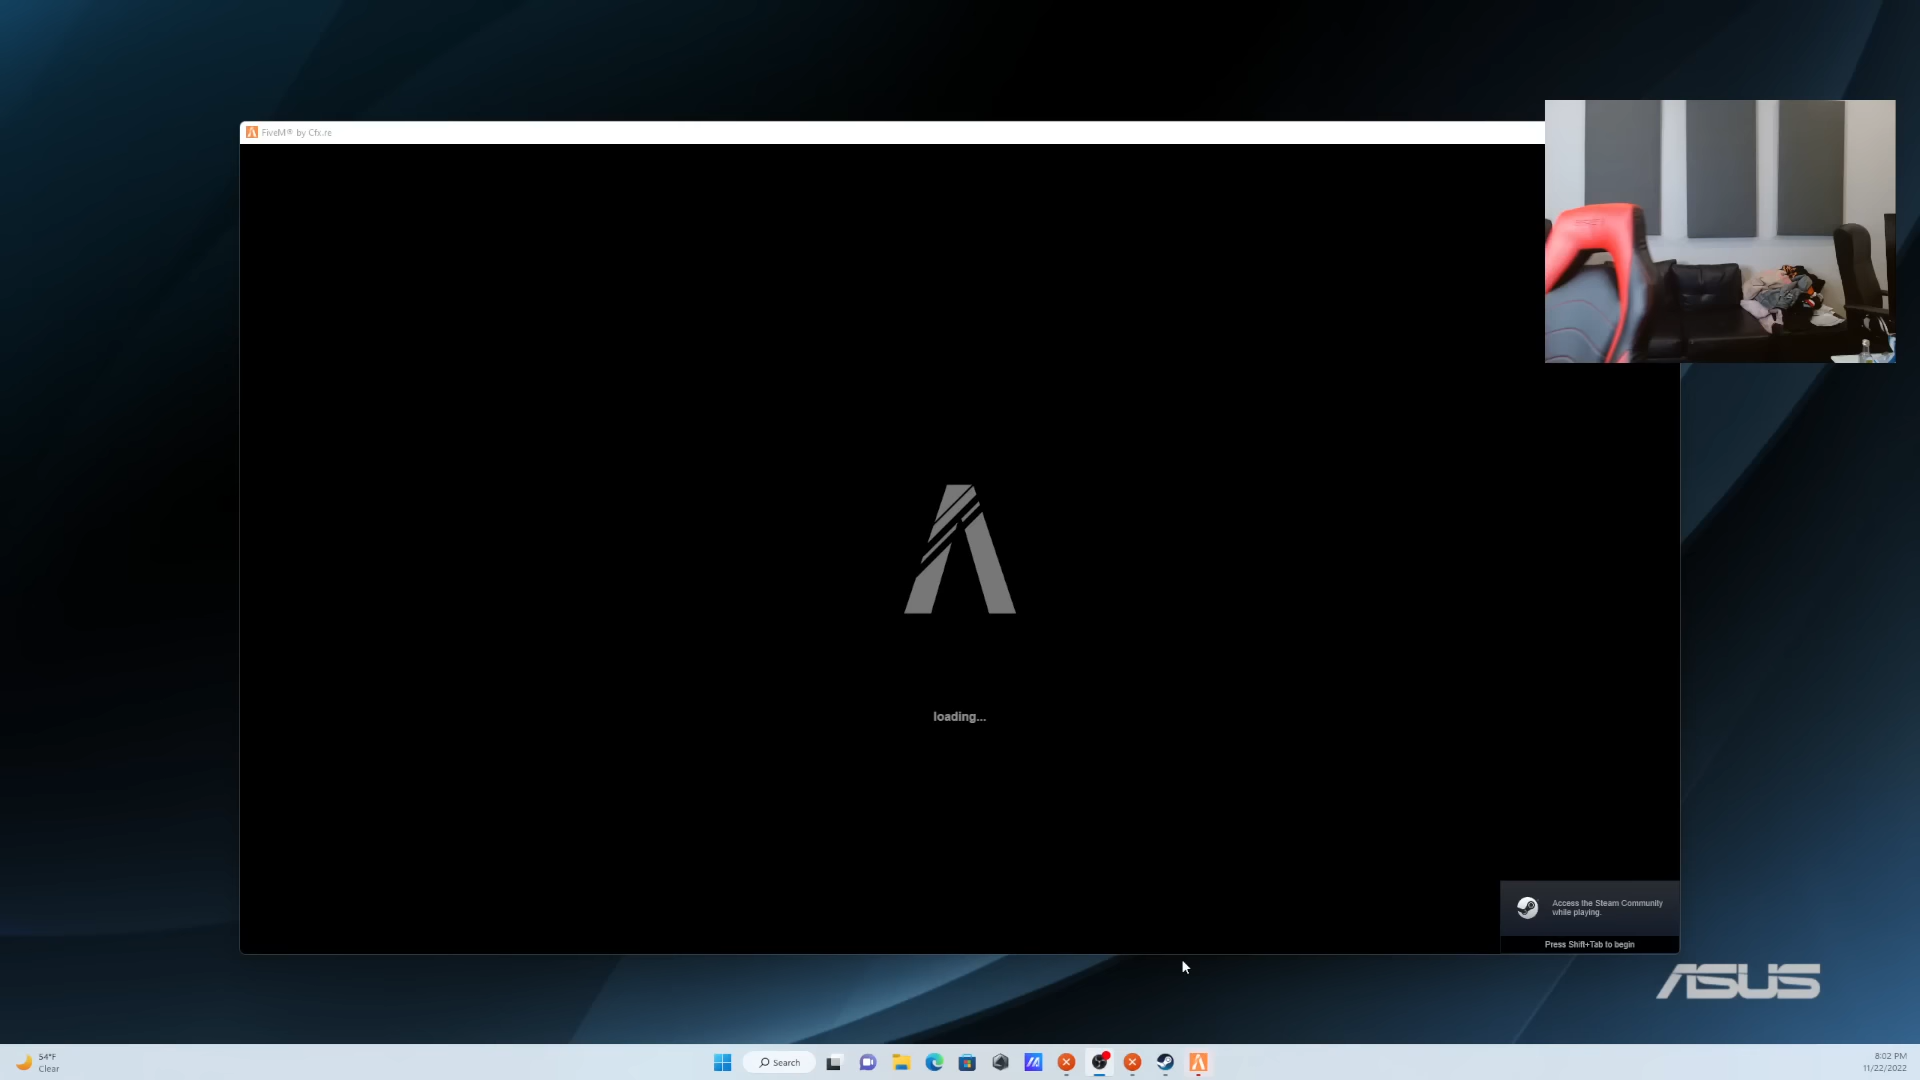 FiveM® by Cfx.re
loading...
Access the Steam Community
while playing.
Press Shift+Tab to begin
ASUS
54°F
Clear
Search
8:02 PM
11/22/2022